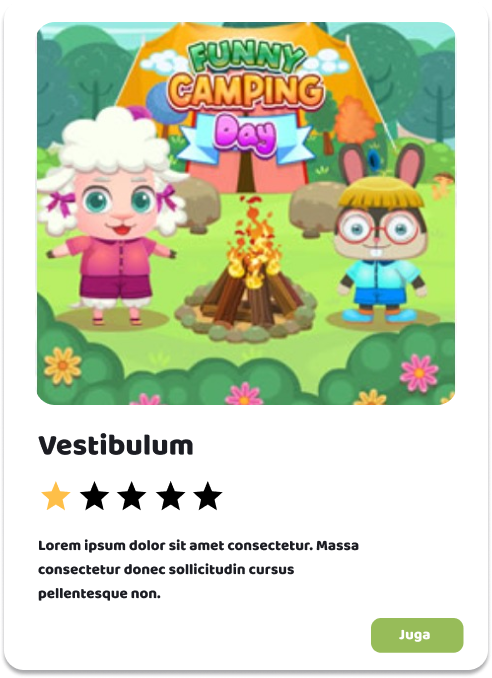 FUNNY
CAMPING
Day
Vestibulum
Lorem ipsum dolor sit amet consectetur. Massa
consectetur donec sollicitudin cursus
pellentesque non.
Juga